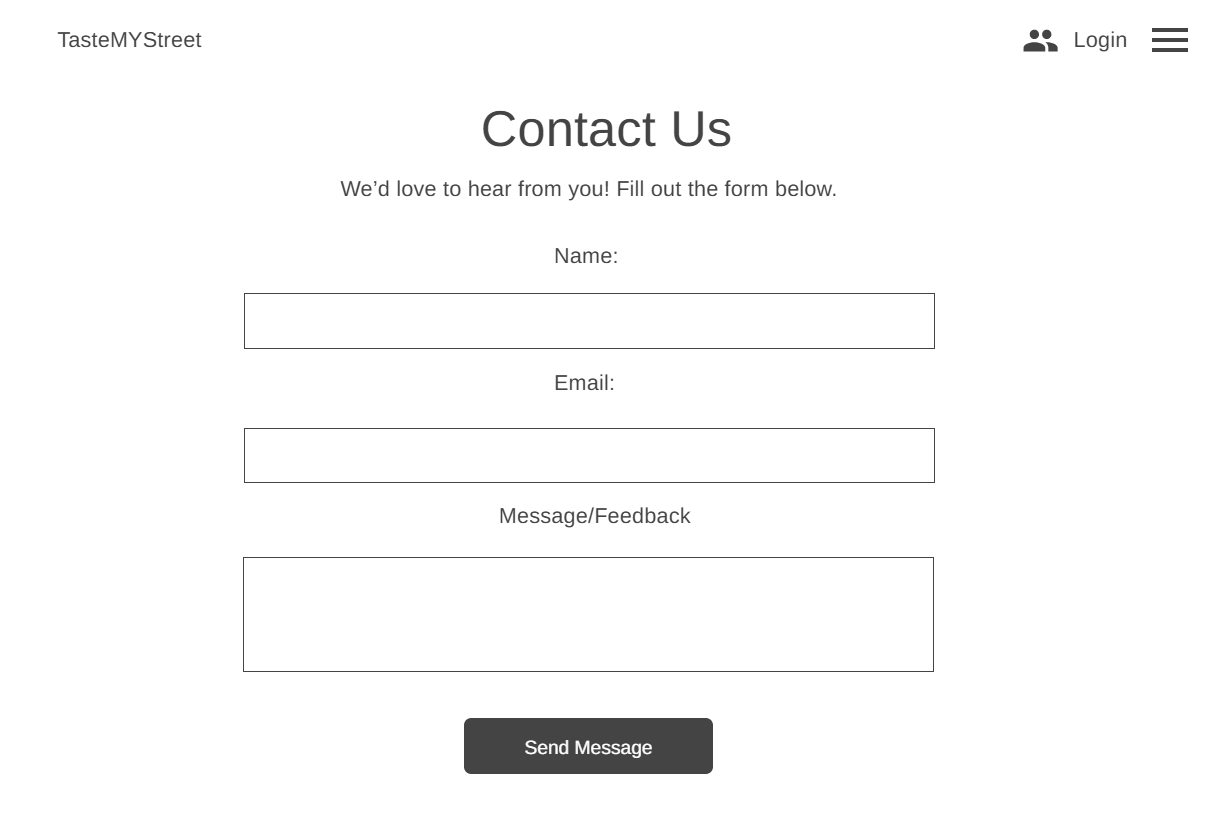 TasteMYStreet
Login
Contact Us
We’d love to hear from you! Fill out the form below.
Name:
Email:
Message/Feedback
Send Message